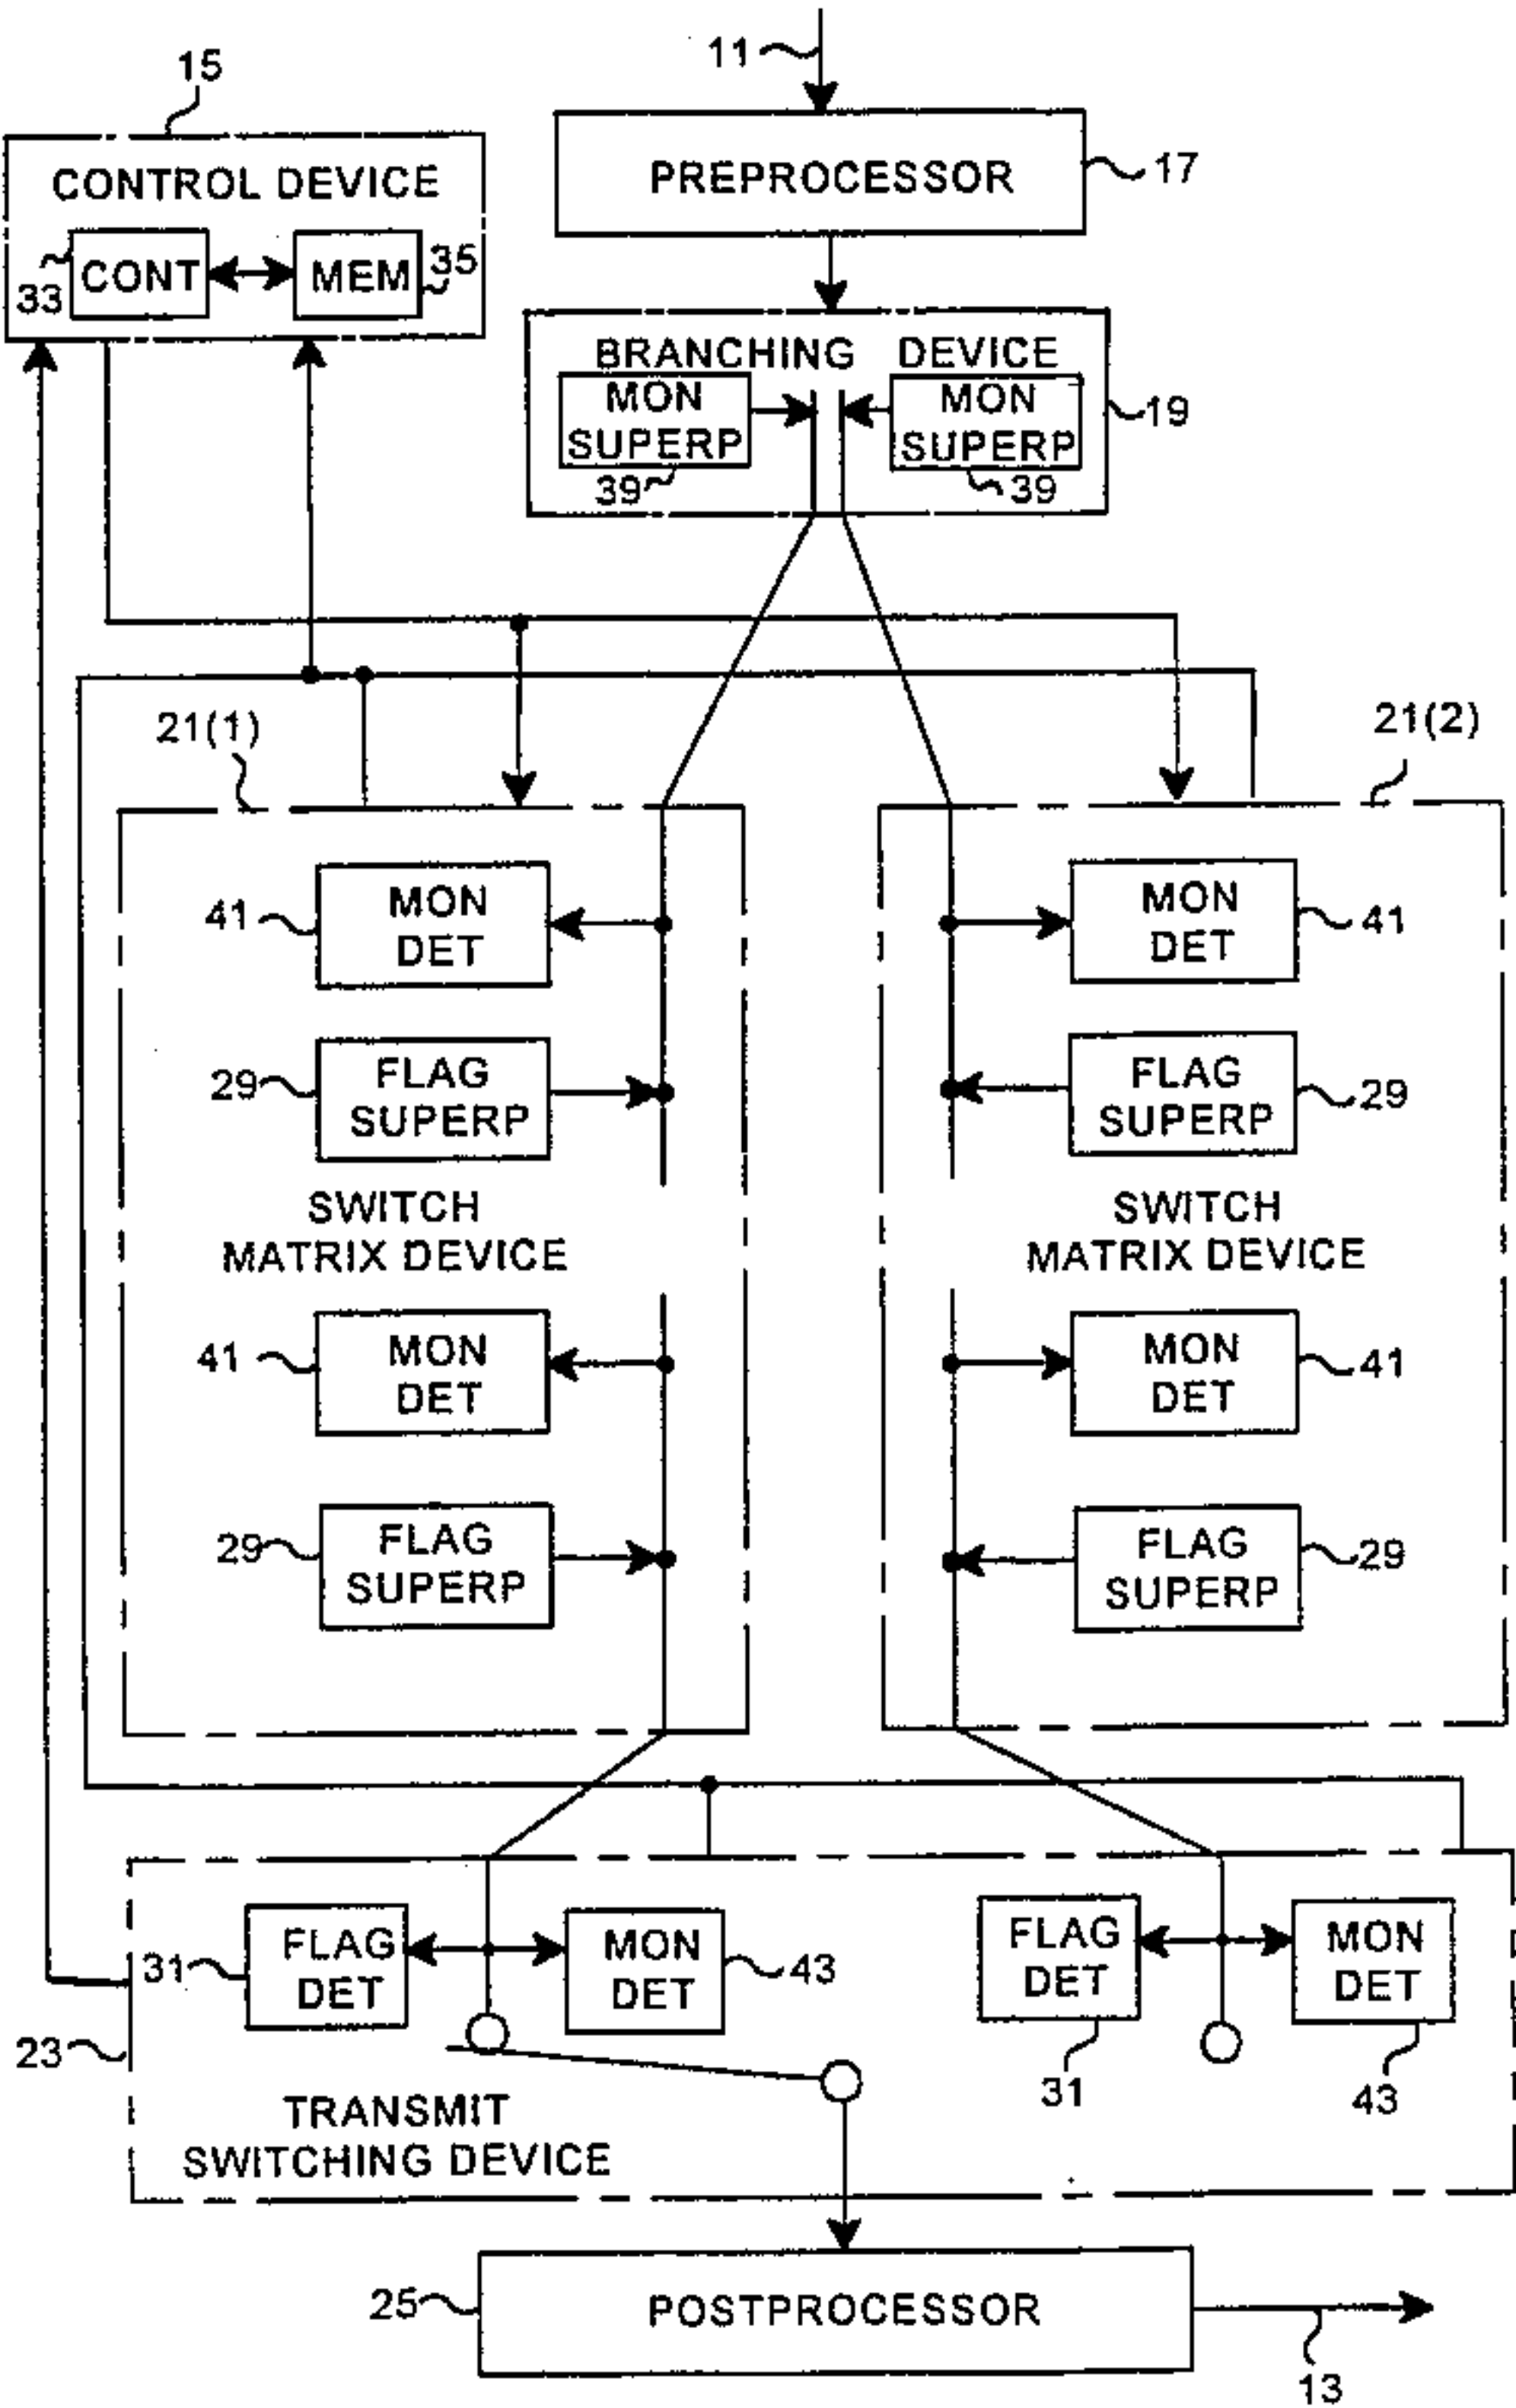 11
15
CONTROL DEVICE
PREPROCESSOR
17
33
CONT
MEM
35
BRANCHING DEVICE
MON
SUPERP
MON
SUPERP
19
39
39
21(1)
21(2)
41
MON
DET
MON
DET
41
29
FLAG
SUPERP
FLAG
SUPERP
29
SWITCH
MATRIX DEVICE
SWITCH
MATRIX DEVICE
41
MON
DET
MON
DET
41
29
FLAG
SUPERP
FLAG
SUPERP
29
31
FLAG
DET
MON
DET
43
FLAG
DET
MON
DET
23
31
43
TRANSMIT
SWITCHING DEVICE
25
POSTPROCESSOR
13